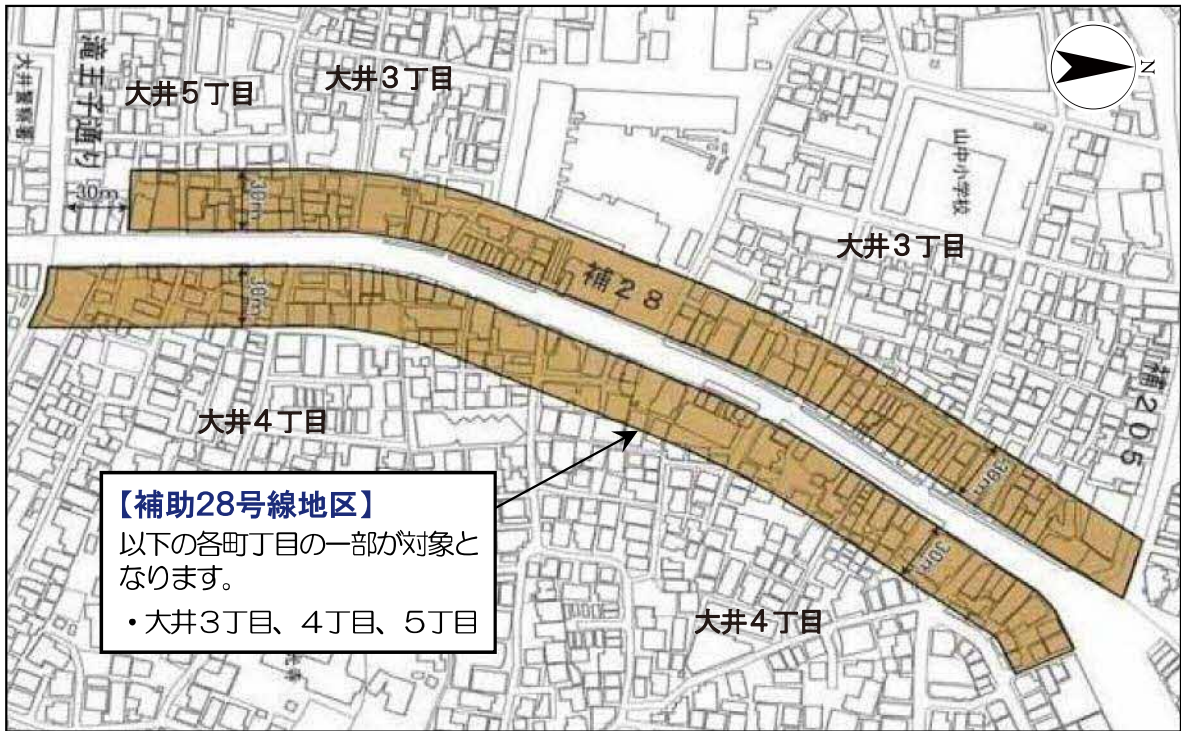 大井5丁目
大井3丁目
滝王子通り
大井警察署
30m
30m
補28
山中小学校
N
大井3丁目
補205
30m
30m
大井4丁目
大井4丁目
【補助28号線地区】
以下の各町丁目の一部が対象と
なります。
・大井3丁目、4丁目、5丁目